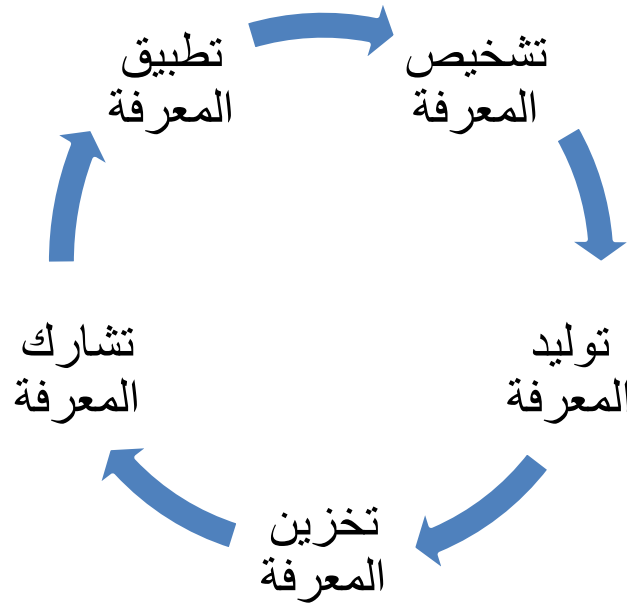 تشخيص
المعرفة
توليد
المعرفة
تخزين
المعرفة
تشارك
المعرفة
تطبيق
المعرفة